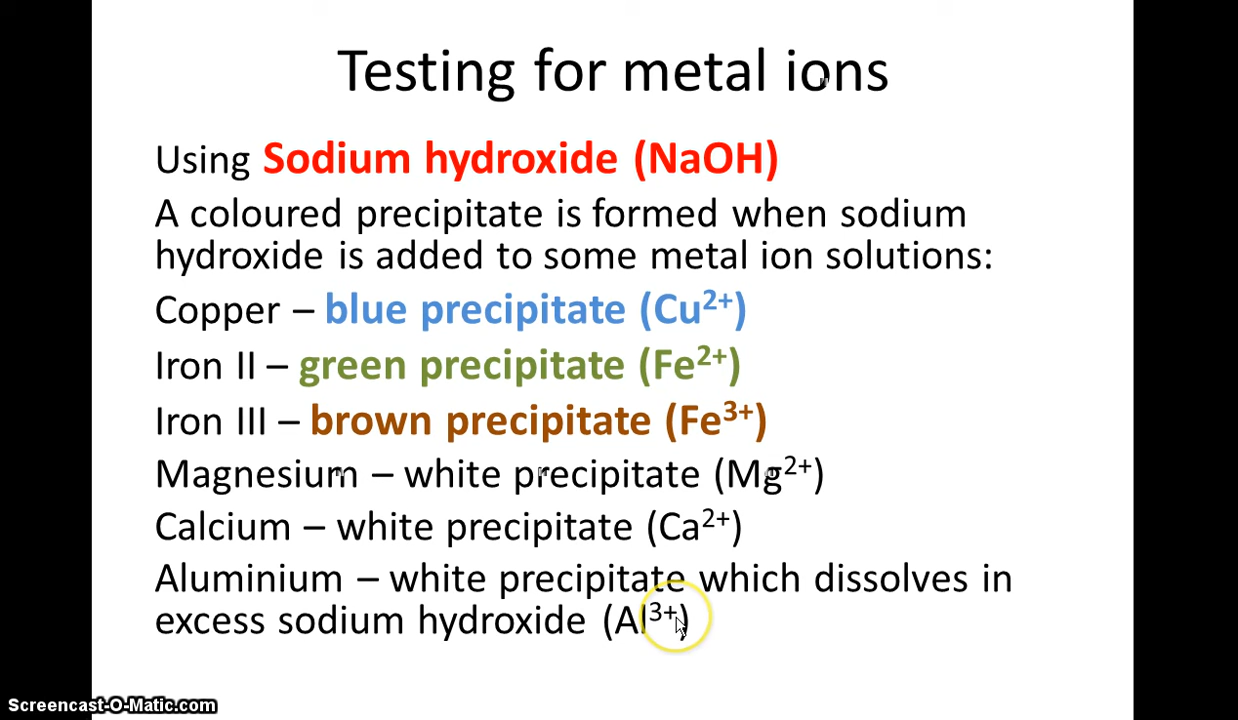 Testing for metal ions
Using Sodium hydroxide (NaOH)
A coloured precipitate is formed when sodium
hydroxide is added to some metal ion solutions:
Copper – blue precipitate (Cu²⁺)
Iron II – green precipitate (Fe²⁺)
Iron III – brown precipitate (Fe³⁺)
Magnesium – white precipitate (Mg²⁺)
Calcium – white precipitate (Ca²⁺)
Aluminium – white precipitate which dissolves in
excess sodium hydroxide (Al³⁺)
Screencast-O-Matic.com